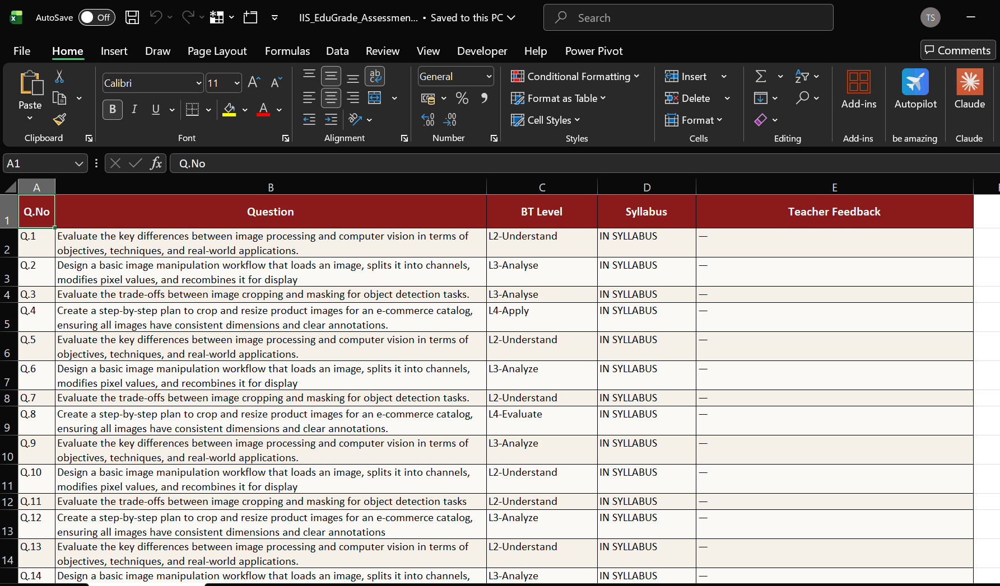 AutoSave Off IIS_EduGrade_Assessmen... • Saved to this PC Search TS
File Home Insert Draw Page Layout Formulas Data Review View Developer Help Power Pivot Comments
Paste
Clipboard
Calibri 11
B I U A
Font
ab
Alignment
General
% 9
.00
Number
Conditional Formatting
Format as Table
Cell Styles
Styles
Insert
Delete
Format
Cells
Editing
Add-ins
Add-ins
Autopilot
be amazing
Claude
Claude
A1 fx Q.No
A B C D E
1 Q.No Question BT Level Syllabus Teacher Feedback
2 Q.1 Evaluate the key differences between image processing and computer vision in terms of L2-Understand IN SYLLABUS —
objectives, techniques, and real-world applications.
3 Q.2 Design a basic image manipulation workflow that loads an image, splits it into channels, L3-Analyse IN SYLLABUS —
modifies pixel values, and recombines it for display
4 Q.3 Evaluate the trade-offs between image cropping and masking for object detection tasks. L3-Analyse IN SYLLABUS —
5 Q.4 Create a step-by-step plan to crop and resize product images for an e-commerce catalog, L4-Apply IN SYLLABUS —
ensuring all images have consistent dimensions and clear annotations.
6 Q.5 Evaluate the key differences between image processing and computer vision in terms of L2-Understand IN SYLLABUS —
objectives, techniques, and real-world applications.
7 Q.6 Design a basic image manipulation workflow that loads an image, splits it into channels, L3-Analyze IN SYLLABUS —
modifies pixel values, and recombines it for display
8 Q.7 Evaluate the trade-offs between image cropping and masking for object detection tasks. L2-Understand IN SYLLABUS —
9 Q.8 Create a step-by-step plan to crop and resize product images for an e-commerce catalog, L4-Evaluate IN SYLLABUS —
ensuring all images have consistent dimensions and clear annotations.
10 Q.9 Evaluate the key differences between image processing and computer vision in terms of L3-Analyze IN SYLLABUS —
objectives, techniques, and real-world applications.
11 Q.10 Design a basic image manipulation workflow that loads an image, splits it into channels, L2-Understand IN SYLLABUS —
modifies pixel values, and recombines it for display
12 Q.11 Evaluate the trade-offs between image cropping and masking for object detection tasks L2-Understand IN SYLLABUS —
13 Q.12 Create a step-by-step plan to crop and resize product images for an e-commerce catalog, L3-Analyze IN SYLLABUS —
ensuring all images have consistent dimensions and clear annotations
14 Q.13 Evaluate the key differences between image processing and computer vision in terms of L2-Understand IN SYLLABUS —
objectives, techniques, and real-world applications.
Q.14 Design a basic image manipulation workflow that loads an image, splits it into channels, L3-Analyze IN SYLLABUS —